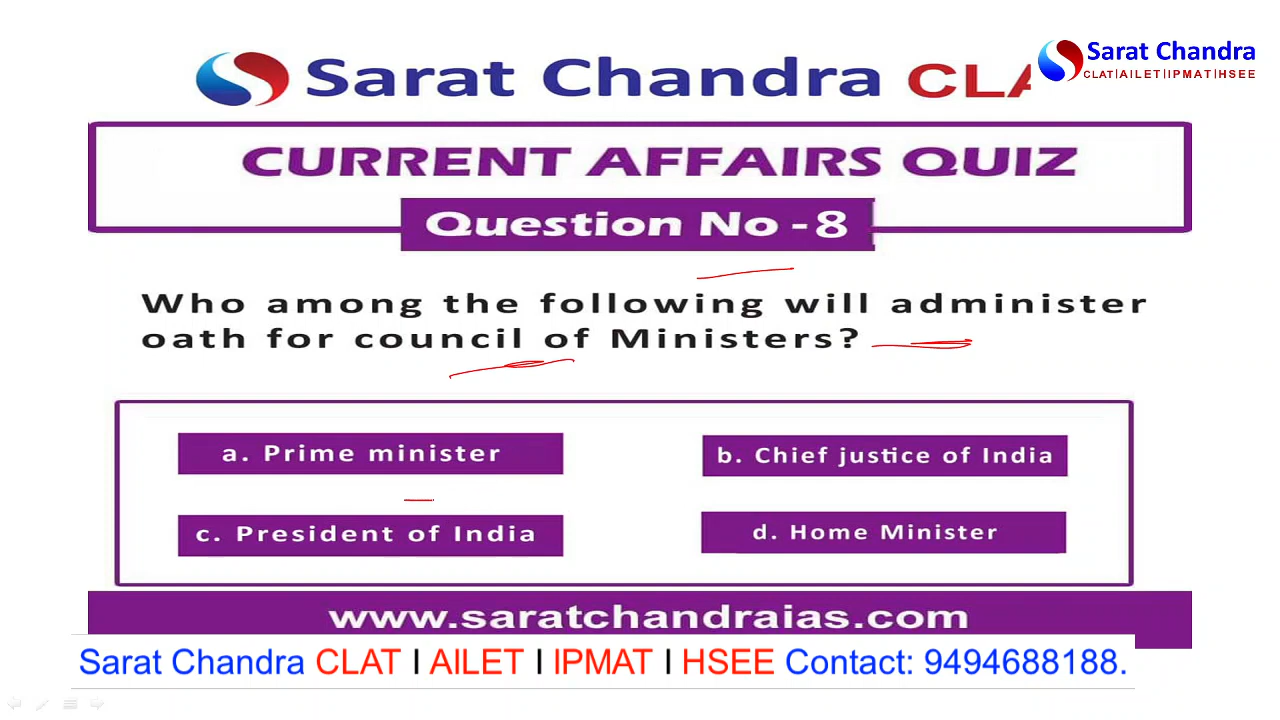 Sarat Chandra CLA
Sarat Chandra
CLAT|AILET|IPMAT|HSEE
CURRENT AFFAIRS QUIZ
Question No - 8
Who among the following will administer
oath for council of Ministers?
a. Prime minister
b. Chief justice of India
c. President of India
d. Home Minister
www.saratchandraias.com
Sarat Chandra CLAT I AILET I IPMAT I HSEE Contact: 9494688188.